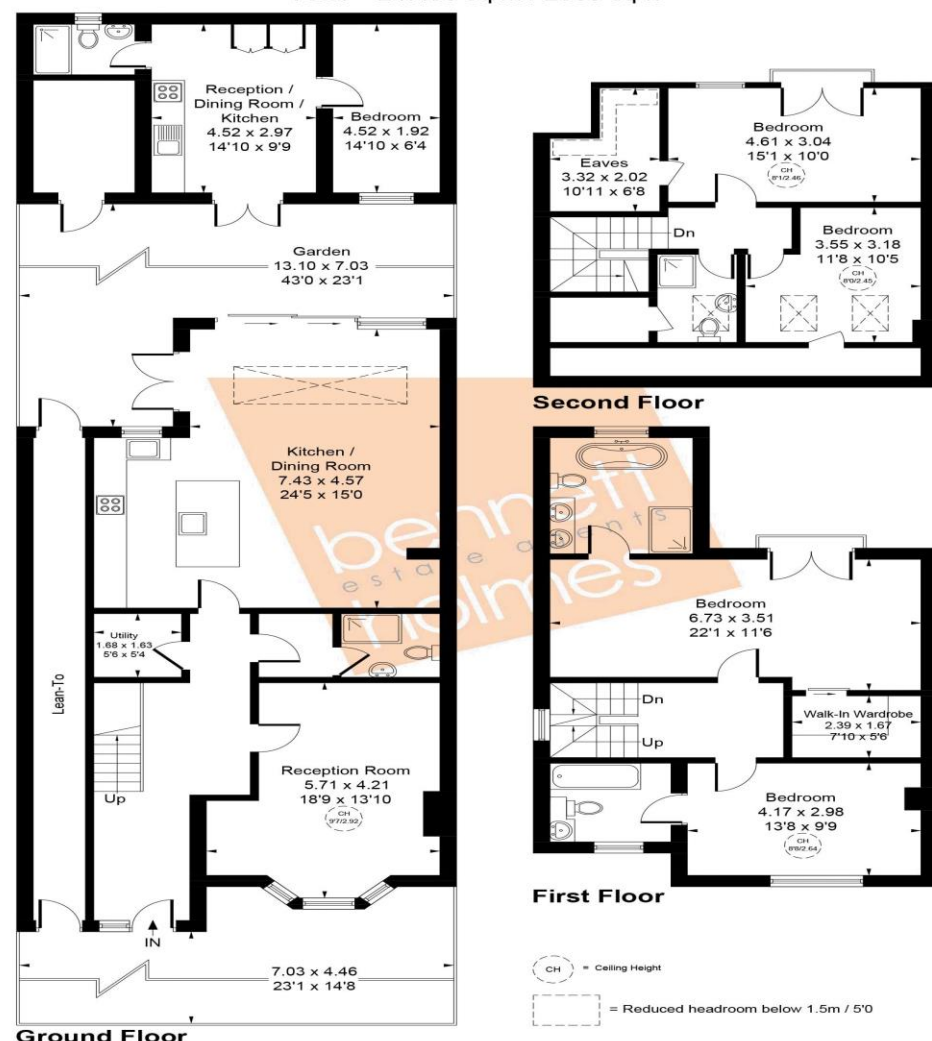 Reception /
Dining Room /
Kitchen
4.52 x 2.97
14'10 x 9'9
Bedroom
4.52 x 1.92
14'10 x 6'4
Garden
13.10 x 7.03
43'0 x 23'1
Kitchen /
Dining Room
7.43 x 4.57
24'5 x 15'0
Utility
1.68 x 1.63
5'6 x 5'4
Lean-To
Up
Reception Room
5.71 x 4.21
18'9 x 13'10
CH
9'7/2.92
IN
7.03 x 4.46
23'1 x 14'8
Ground Floor
bennett
estate agents
holmes
Eaves
3.32 x 2.02
10'11 x 6'8
Bedroom
4.61 x 3.04
15'1 x 10'0
CH
8'1/2.46
Dn
Bedroom
3.55 x 3.18
11'8 x 10'5
CH
8'0/2.45
Second Floor
Bedroom
6.73 x 3.51
22'1 x 11'6
Dn
Up
Walk-In Wardrobe
2.39 x 1.67
7'10 x 5'6
Bedroom
4.17 x 2.98
13'8 x 9'9
CH
8'8/2.64
First Floor
CH = Ceiling Height
= Reduced headroom below 1.5m / 5'0